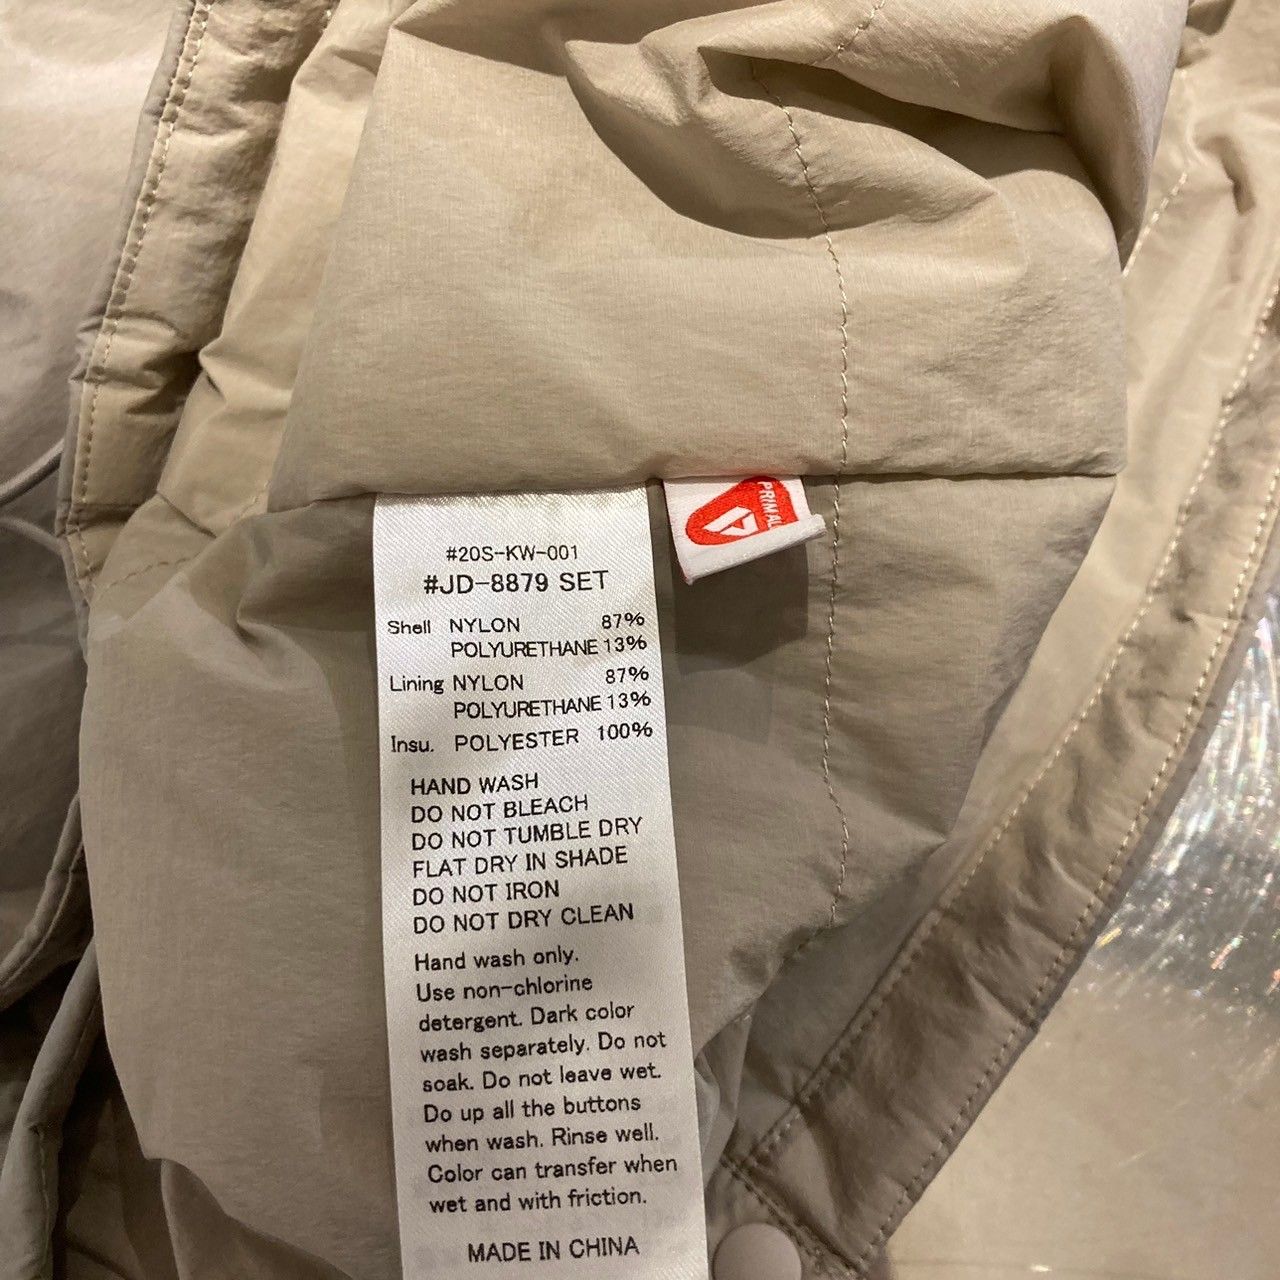 #20S-KW-001
#JD-8879 SET
Shell NYLON 87%
POLYURETHANE 13%
Lining NYLON 87%
POLYURETHANE 13%
Insu. POLYESTER 100%
HAND WASH
DO NOT BLEACH
DO NOT TUMBLE DRY
FLAT DRY IN SHADE
DO NOT IRON
DO NOT DRY CLEAN
Hand wash only.
Use non-chlorine
detergent. Dark color
wash separately. Do not
soak. Do not leave wet.
Do up all the buttons
when wash. Rinse well.
Color can transfer when
wet and with friction.
MADE IN CHINA